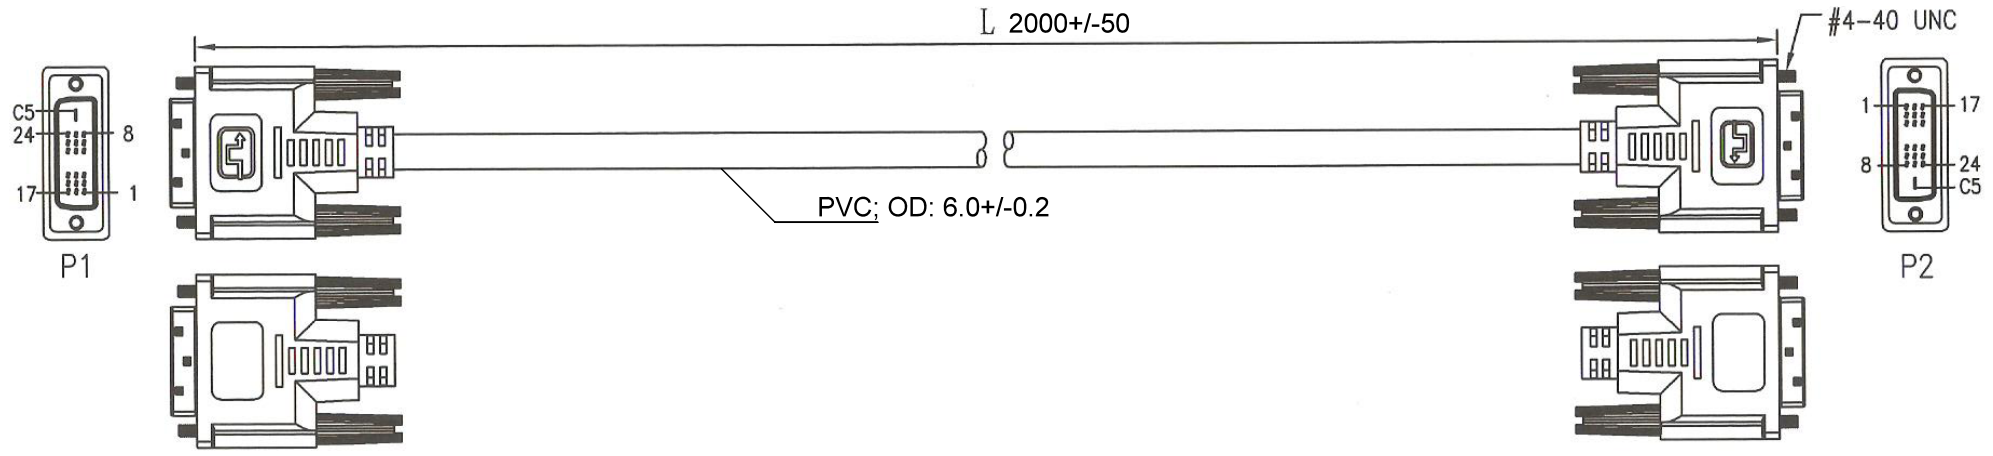 L 2000+/-50
#4-40 UNC
C5
24
8
17
1
P1
PVC; OD: 6.0+/-0.2
1
17
8
24
C5
P2